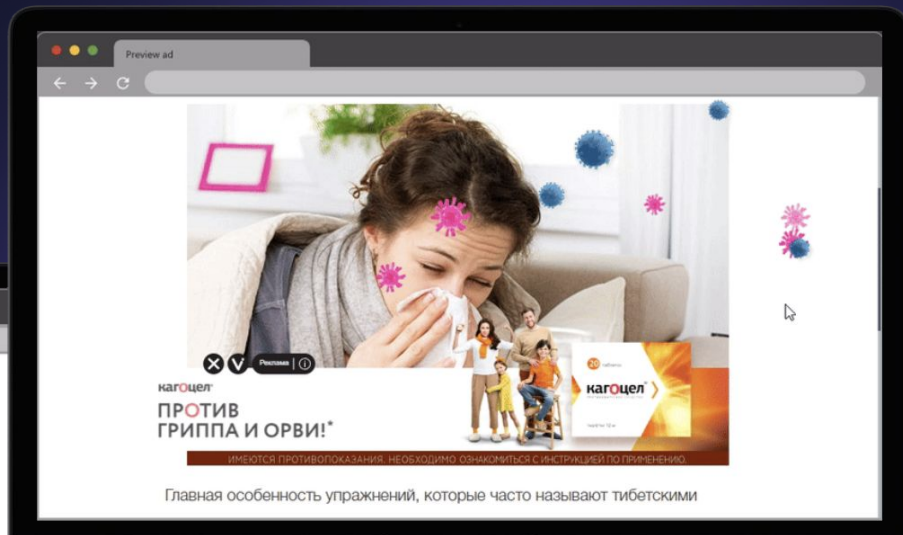 Preview ad
Реклама
кагоцел
ПРОТИВ
ГРИППА И ОРВИ!*
20 таблеток
кагоцел
ИМЕЮТСЯ ПРОТИВОПОКАЗАНИЯ. НЕОБХОДИМО ОЗНАКОМИТЬСЯ С ИНСТРУКЦИЕЙ ПО ПРИМЕНЕНИЮ.
Главная особенность упражнений, которые часто называют тибетскими